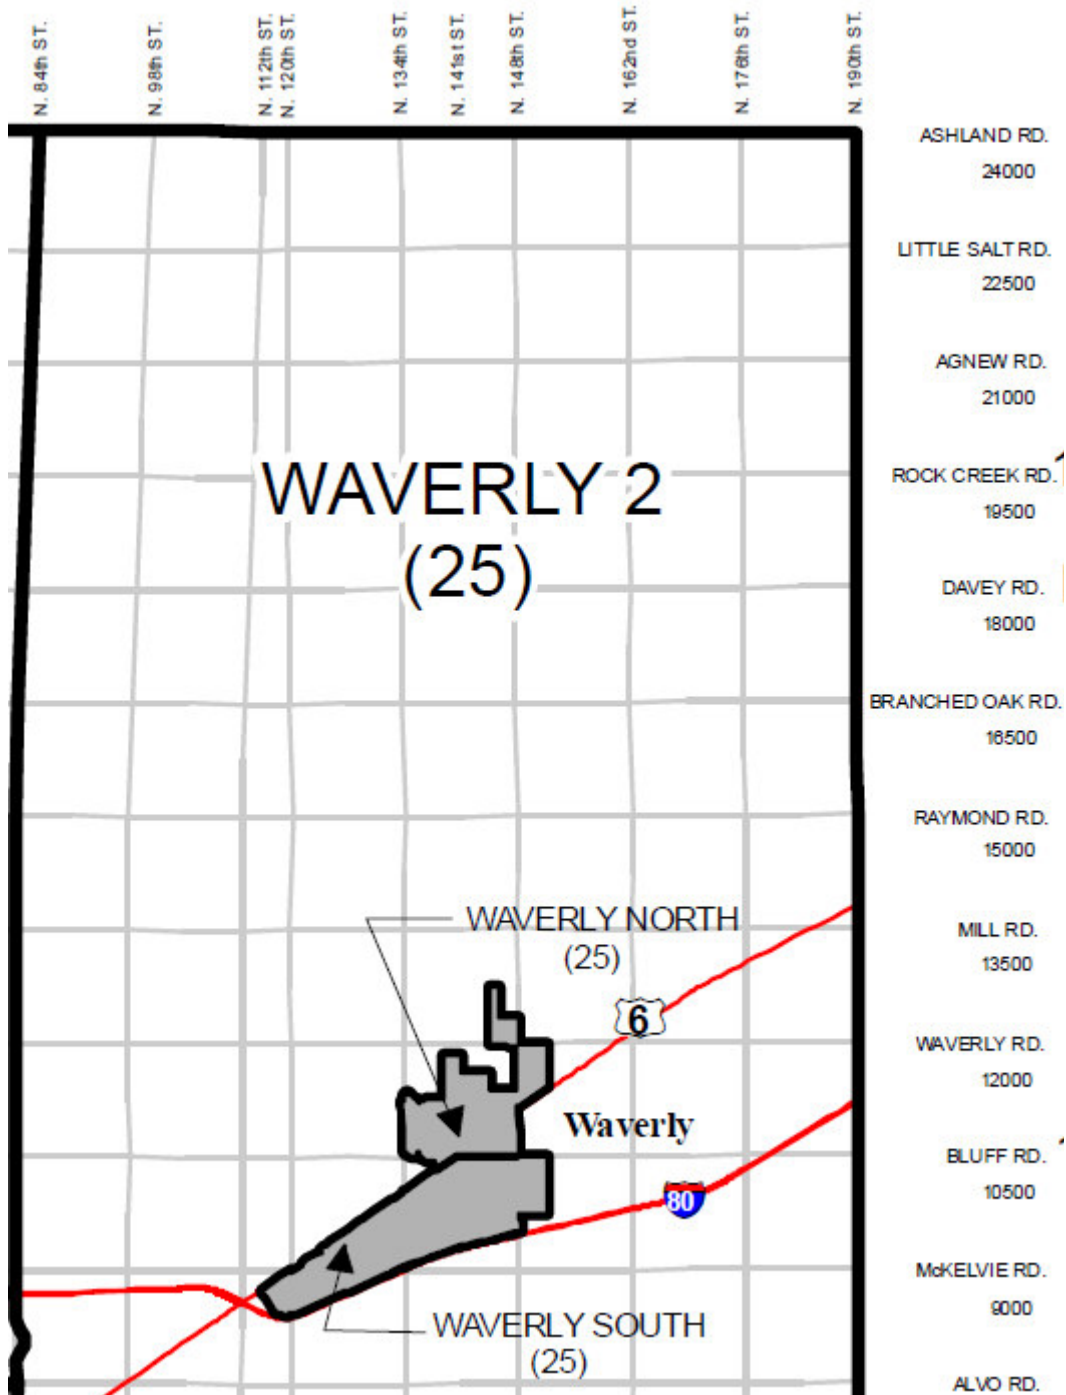 N. 84th ST.
N. 98th ST.
N. 112th ST.
N. 120th ST.
N. 134th ST.
N. 141st ST.
N. 148th ST.
N. 162nd ST.
N. 176th ST.
N. 190th ST.
ASHLAND RD.
24000
LITTLE SALT RD.
22500
AGNEW RD.
21000
ROCK CREEK RD.
19500
WAVERLY 2
(25)
DAVEY RD.
18000
BRANCHED OAK RD.
16500
RAYMOND RD.
15000
WAVERLY NORTH
(25)
MILL RD.
13500
6
WAVERLY RD.
12000
Waverly
BLUFF RD.
10500
80
McKELVIE RD.
9000
WAVERLY SOUTH
(25)
ALVO RD.